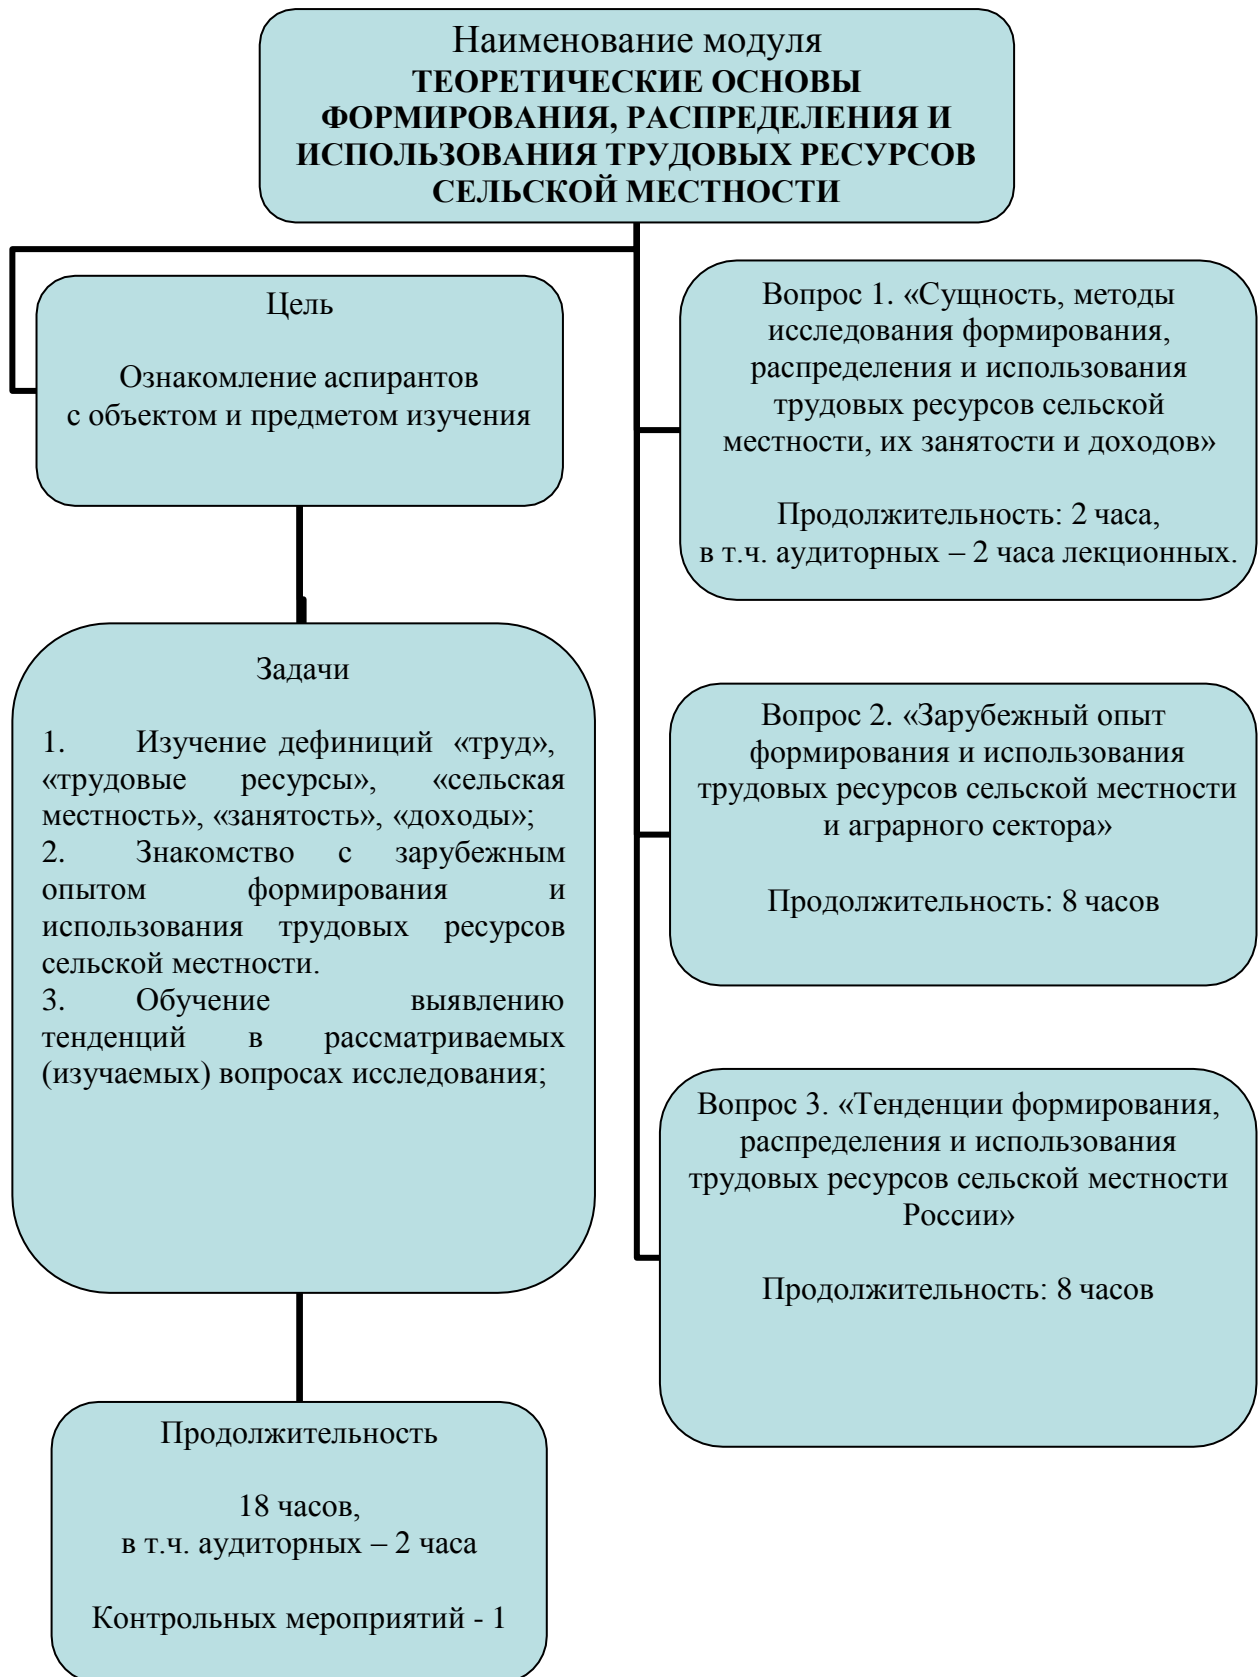 Наименование модуля
ТЕОРЕТИЧЕСКИЕ ОСНОВЫ
ФОРМИРОВАНИЯ, РАСПРЕДЕЛЕНИЯ И
ИСПОЛЬЗОВАНИЯ ТРУДОВЫХ РЕСУРСОВ
СЕЛЬСКОЙ МЕСТНОСТИ
Цель
Ознакомление аспирантов
с объектом и предметом изучения
Задачи
1. Изучение дефиниций «труд»,
«трудовые ресурсы», «сельская
местность», «занятость», «доходы»;
2. Знакомство с зарубежным
опытом формирования и
использования трудовых ресурсов
сельской местности.
3. Обучение выявлению
тенденций в рассматриваемых
(изучаемых) вопросах исследования;
Продолжительность
18 часов,
в т.ч. аудиторных – 2 часа
Контрольных мероприятий - 1
Вопрос 1. «Сущность, методы
исследования формирования,
распределения и использования
трудовых ресурсов сельской
местности, их занятости и доходов»
Продолжительность: 2 часа,
в т.ч. аудиторных – 2 часа лекционных.
Вопрос 2. «Зарубежный опыт
формирования и использования
трудовых ресурсов сельской местности
и аграрного сектора»
Продолжительность: 8 часов
Вопрос 3. «Тенденции формирования,
распределения и использования
трудовых ресурсов сельской местности
России»
Продолжительность: 8 часов